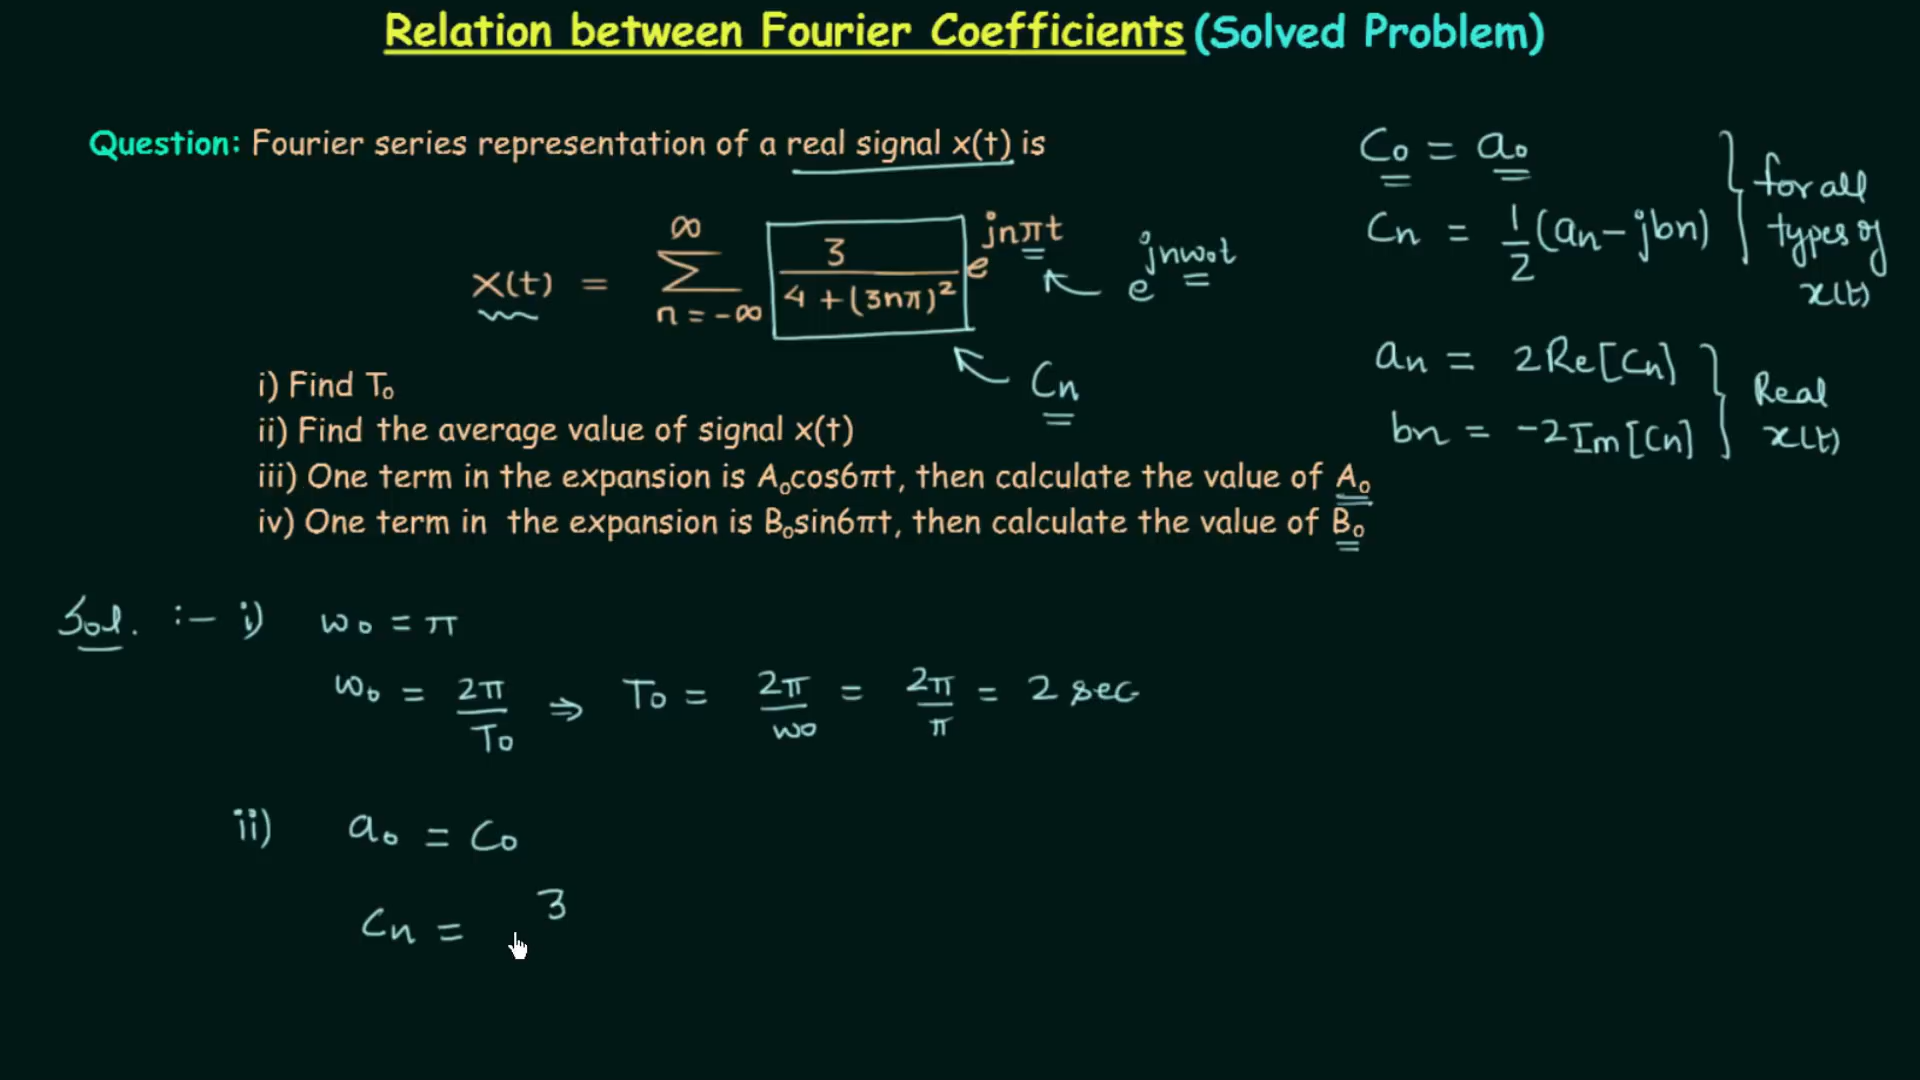 Relation between Fourier Coefficients (Solved Problem)
Question: Fourier series representation of a real signal x(t) is
x(t) = ∑_{n = -∞}^{∞} 3 / (4 + (3nπ)²) e^{jnπt}
e^{jnω₀t}
Cn
C₀ = a₀
Cn = 1/2 (an - jbn)
for all types of x(t)
an = 2Re[Cn]
bn = -2Im[Cn]
Real x(t)
i) Find T₀
ii) Find the average value of signal x(t)
iii) One term in the expansion is A₀cos6πt, then calculate the value of A₀
iv) One term in the expansion is B₀sin6πt, then calculate the value of B₀
Sol. :- i) ω₀ = π
ω₀ = 2π/T₀ ⇒ T₀ = 2π/ω₀ = 2π/π = 2 sec
ii) a₀ = C₀
Cn = 3